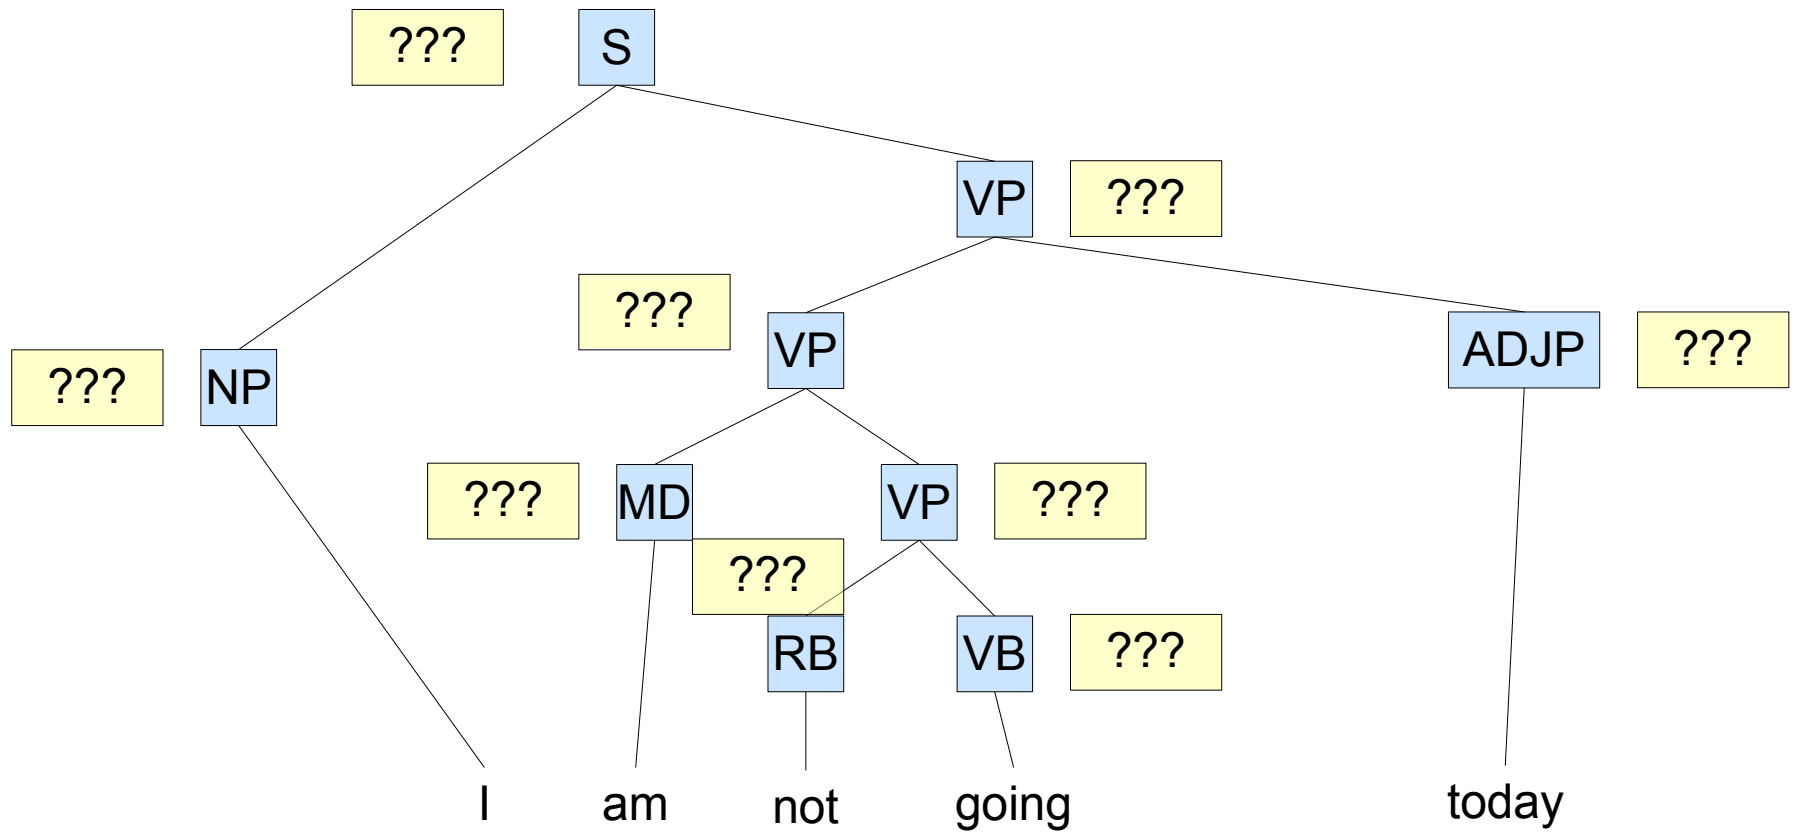 ??? S
VP ???
???
VP
ADJP ???
??? NP
??? MD VP ???
???
RB VB ???
I am not going today